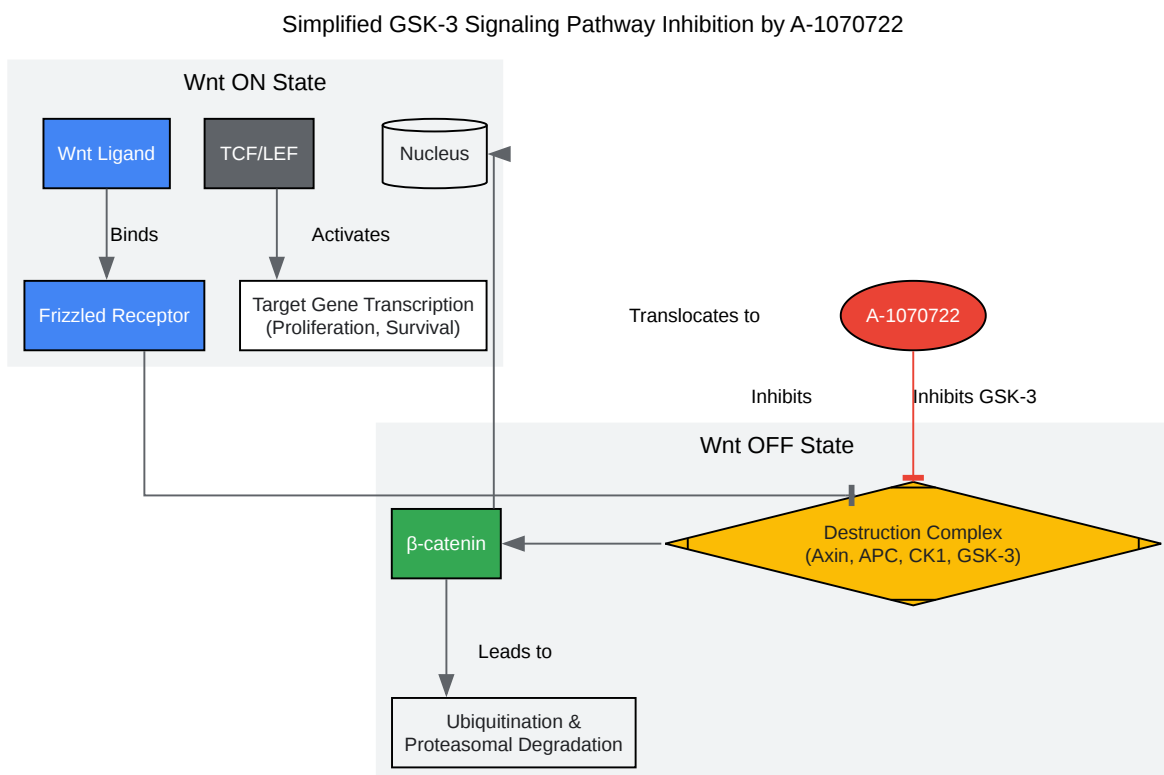 Simplified GSK-3 Signaling Pathway Inhibition by A-1070722
Wnt ON State
Wnt Ligand
TCF/LEF
Nucleus
Binds
Activates
Frizzled Receptor
Target Gene Transcription
(Proliferation, Survival)
Translocates to
A-1070722
Inhibits
Inhibits GSK-3
Wnt OFF State
β-catenin
Destruction Complex
(Axin, APC, CK1, GSK-3)
Leads to
Ubiquitination &
Proteasomal Degradation